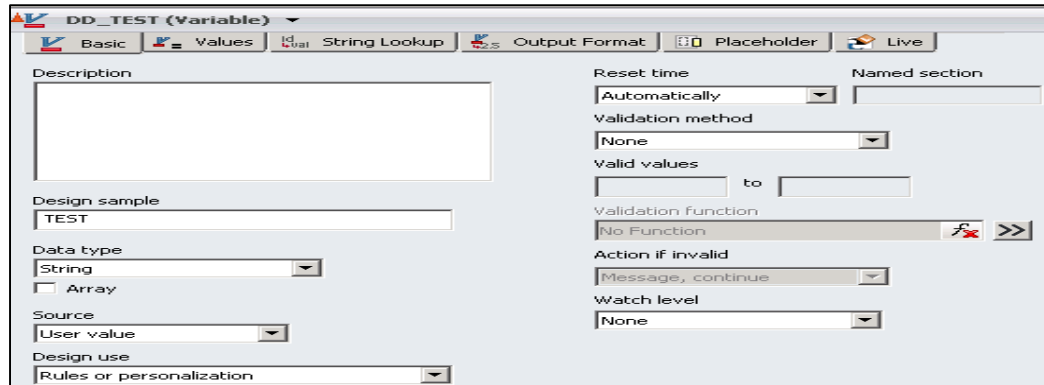 DD_TEST (Variable)
Basic Values String Lookup Output Format Placeholder Live
Description
Design sample
TEST
Data type
String
Array
Source
User value
Design use
Rules or personalization
Reset time Named section
Automatically
Validation method
None
Valid values
to
Validation function
No Function
>>
Action if invalid
Message, continue
Watch level
None